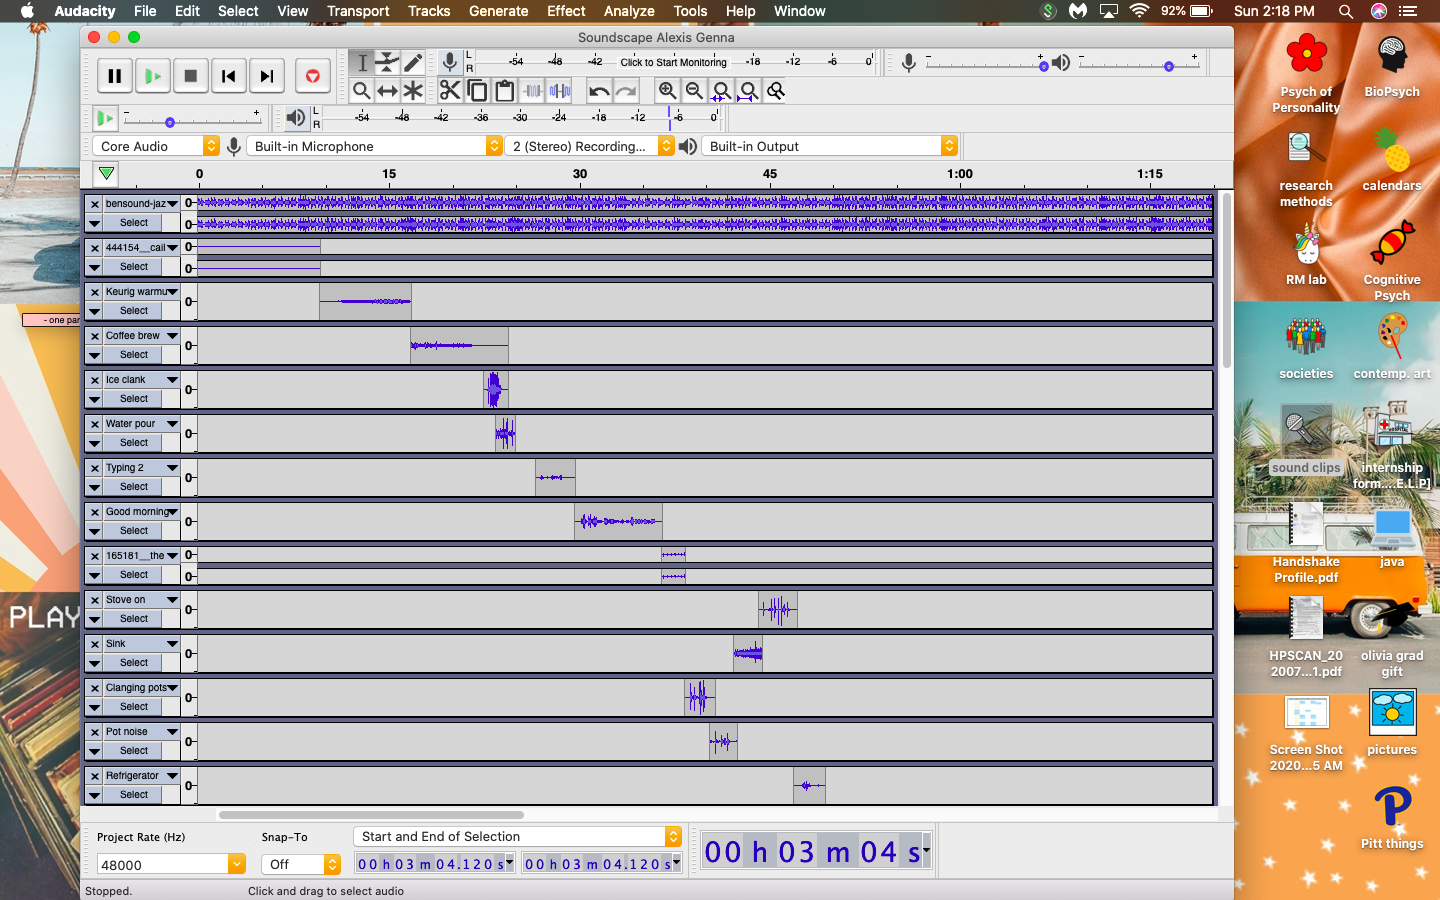 Audacity File Edit Select View Transport Tracks Generate Effect Analyze Tools Help Window 92% Sun 2:18 PM
Soundscape Alexis Genna
L R -54 -48 -42 Click to Start Monitoring -18 -12 -6 0
L R -54 -48 -42 -36 -30 -24 -18 -12 -6 0
Core Audio Built-in Microphone 2 (Stereo) Recording... Built-in Output
0 15 30 45 1:00 1:15
bensound-jaz
Select
444154__cail
Select
Keurig warmu
Select
Coffee brew
Select
Ice clank
Select
Water pour
Select
Typing 2
Select
Good morning
Select
165181__the
Select
Stove on
Select
Sink
Select
Clanging pots
Select
Pot noise
Select
Refrigerator
Select
Project Rate (Hz) Snap-To Start and End of Selection
48000 Off 00 h 03 m 04.120 s 00 h 03 m 04.120 s
00 h 03 m 04 s
Stopped. Click and drag to select audio
- one par
PLAY
Psych of
Personality
BioPsych
research
methods
calendars
RM lab
Cognitive
Psych
societies
contemp. art
sound clips
HOSPITAL
internship
form....E.L.P]
Handshake
Profile.pdf
java
HPSCAN_20
2007...1.pdf
olivia grad
gift
Screen Shot
2020...5 AM
pictures
Pitt things